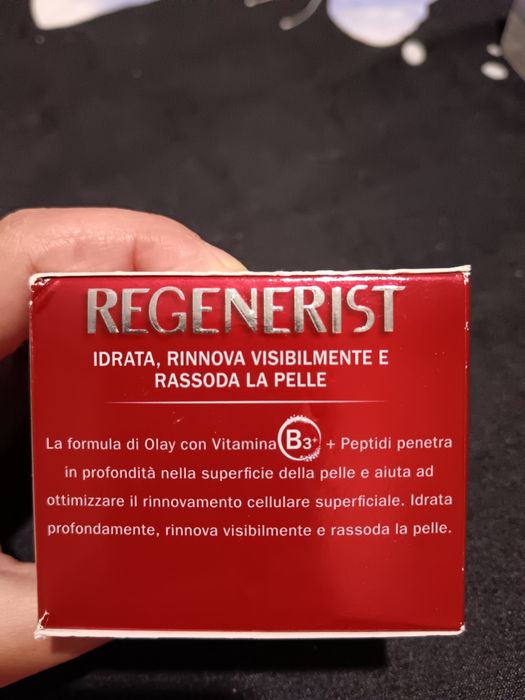 REGENERIST
IDRATA, RINNOVA VISIBILMENTE E
RASSODA LA PELLE
La formula di Olay con Vitamina B3+ + Peptidi penetra
in profondità nella superficie della pelle e aiuta ad
ottimizzare il rinnovamento cellulare superficiale. Idrata
profondamente, rinnova visibilmente e rassoda la pelle.